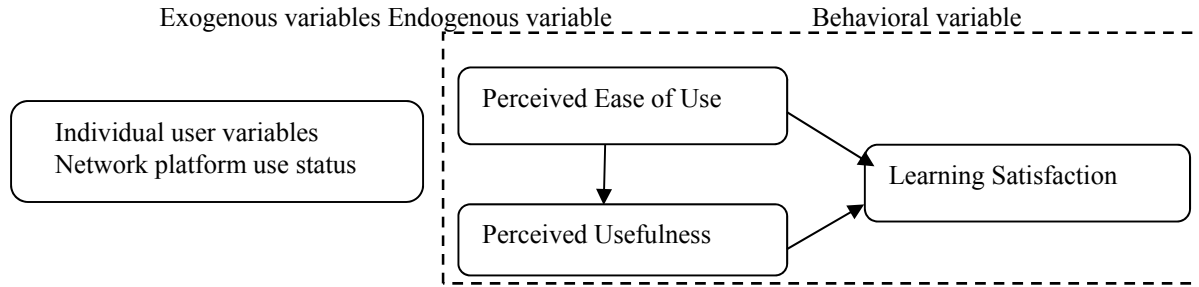 Exogenous variables Endogenous variable Behavioral variable
Perceived Ease of Use
Individual user variables
Network platform use status
Learning Satisfaction
Perceived Usefulness